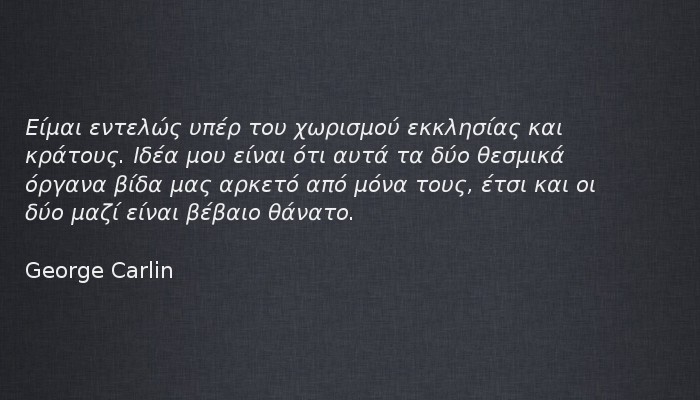 Είμαι εντελώς υπέρ του χωρισμού εκκλησίας και
κράτους. Ιδέα μου είναι ότι αυτά τα δύο θεσμικά
όργανα βίδα μας αρκετό από μόνα τους, έτσι και οι
δύο μαζί είναι βέβαιο θάνατο.
George Carlin